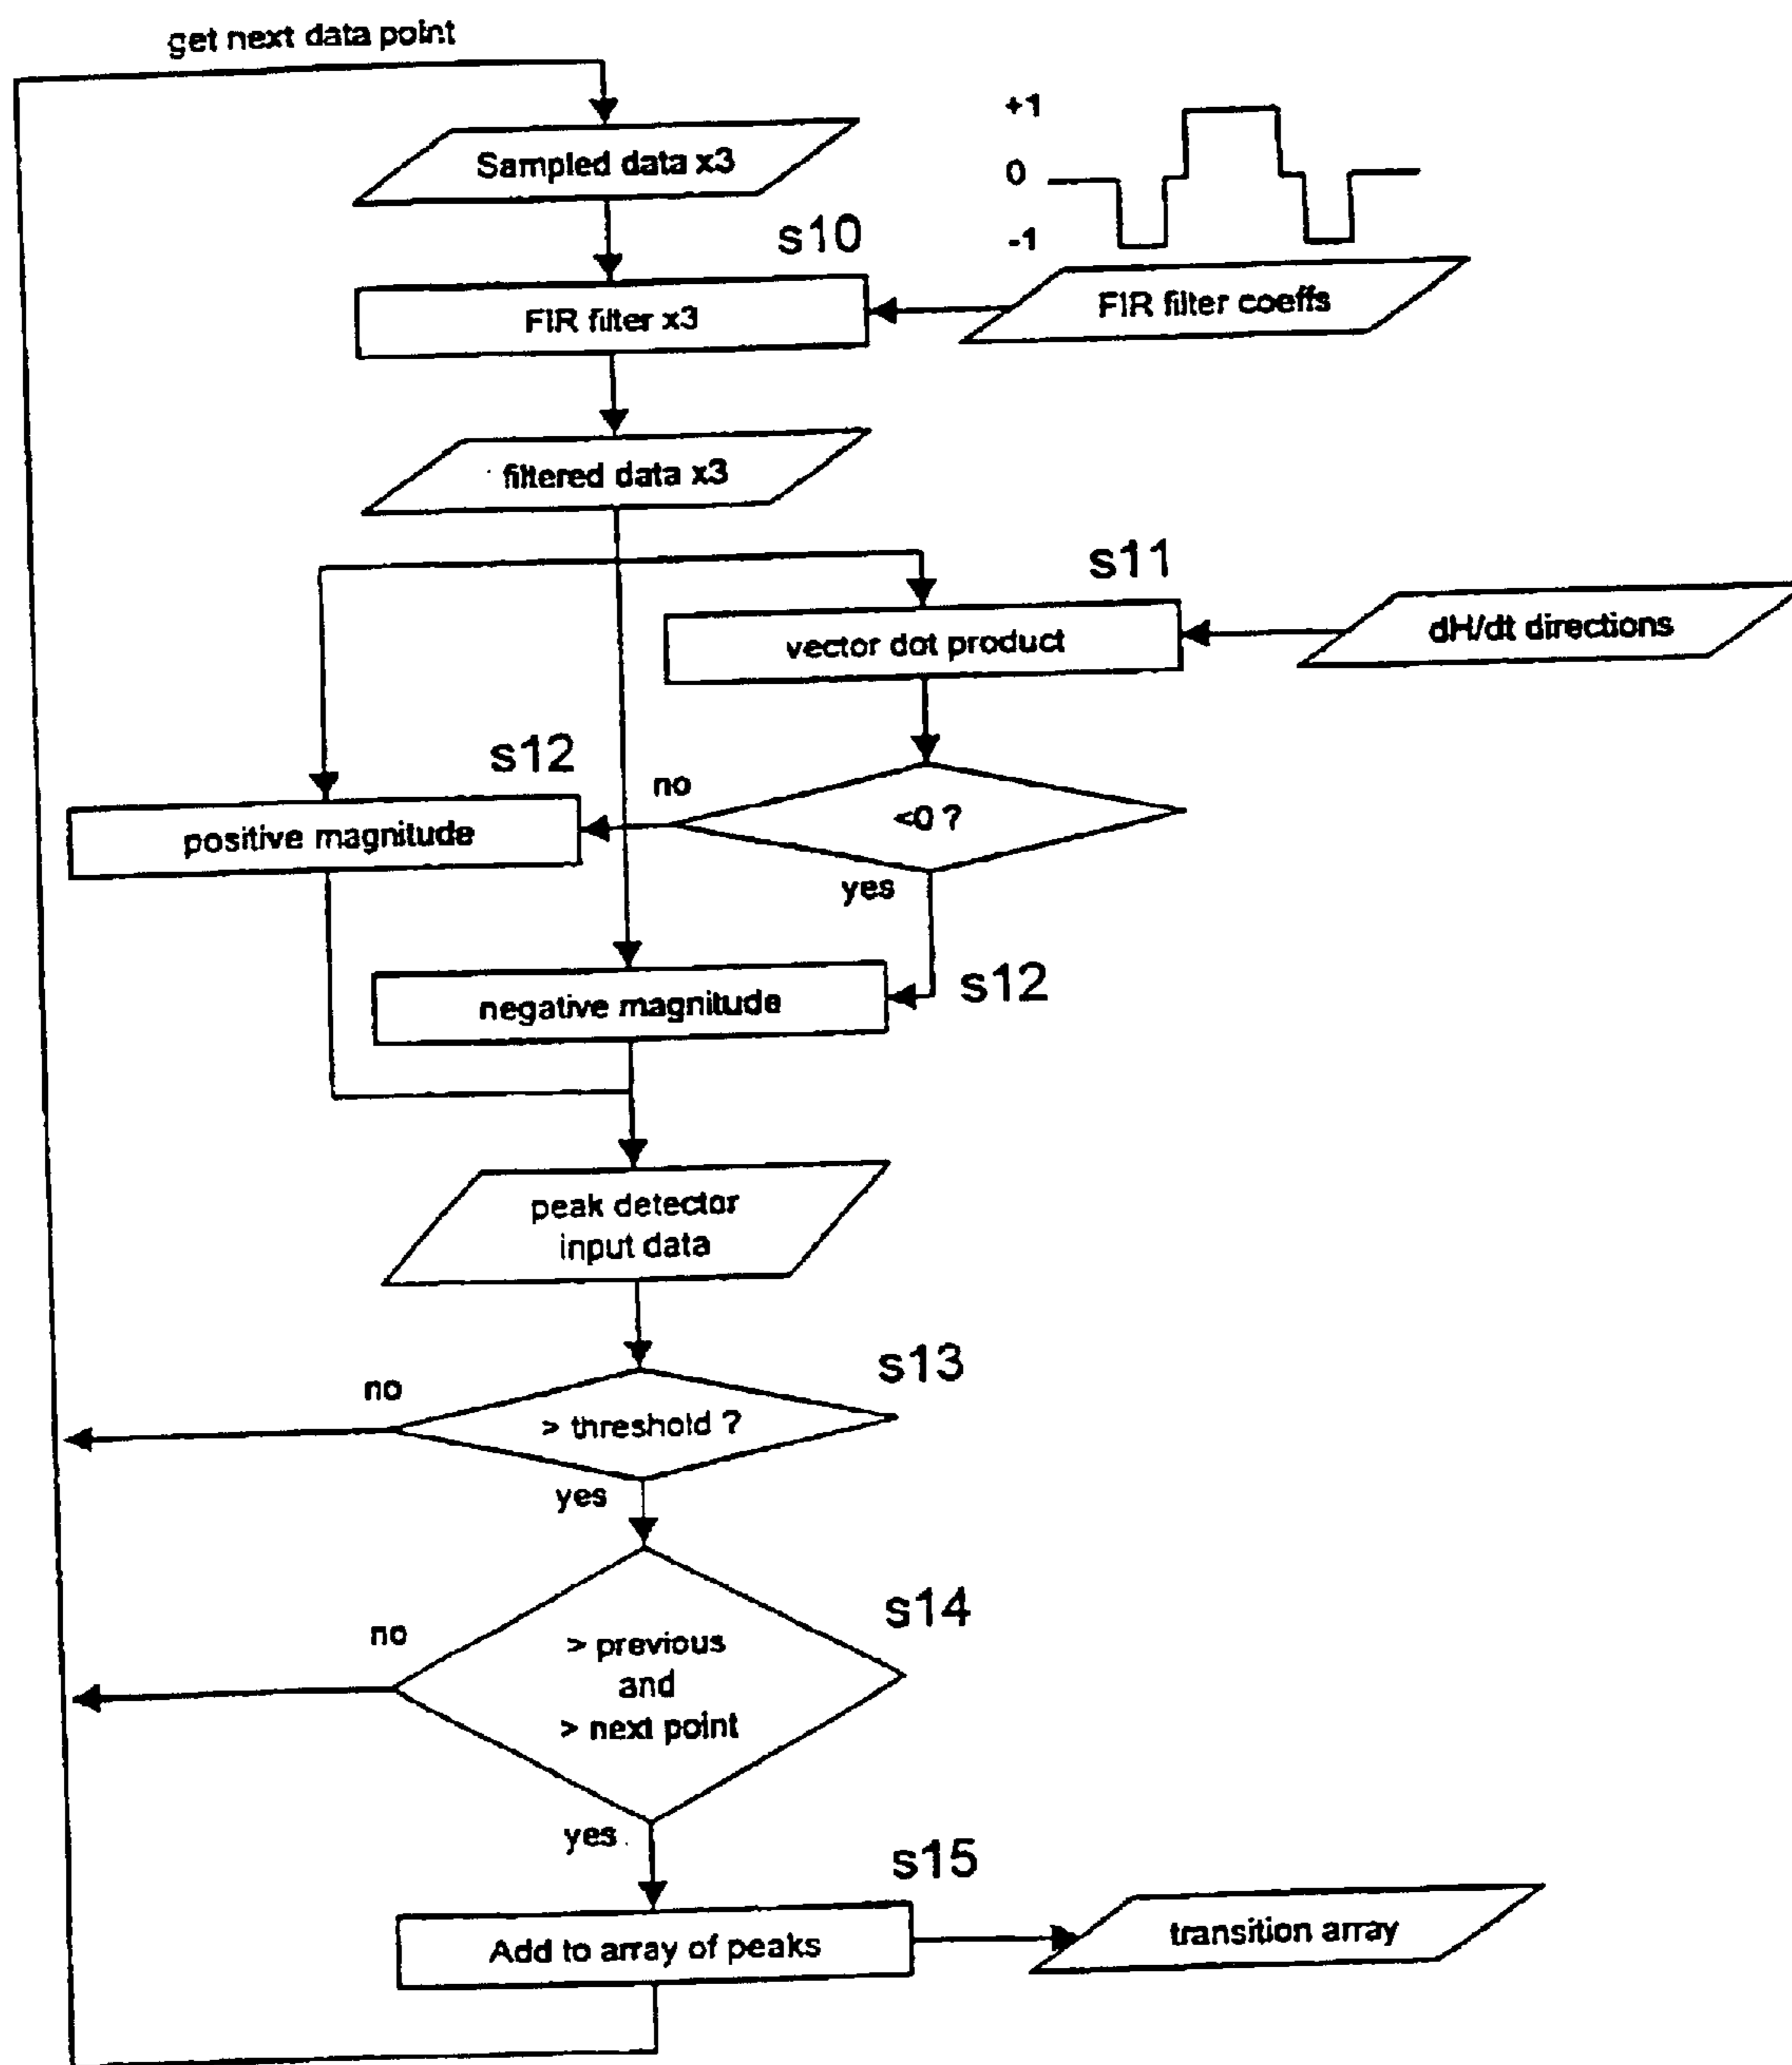 get next data point
Sampled data x3
+1
0
-1
s10
FIR filter x3
FIR filter coeffs
filtered data x3
s11
vector dot product
dH/dt directions
s12
no
<0 ?
positive magnitude
yes
negative magnitude
s12
peak detector
input data
s13
no
> threshold ?
yes
s14
no
> previous
and
> next point
yes
s15
Add to array of peaks
transition array